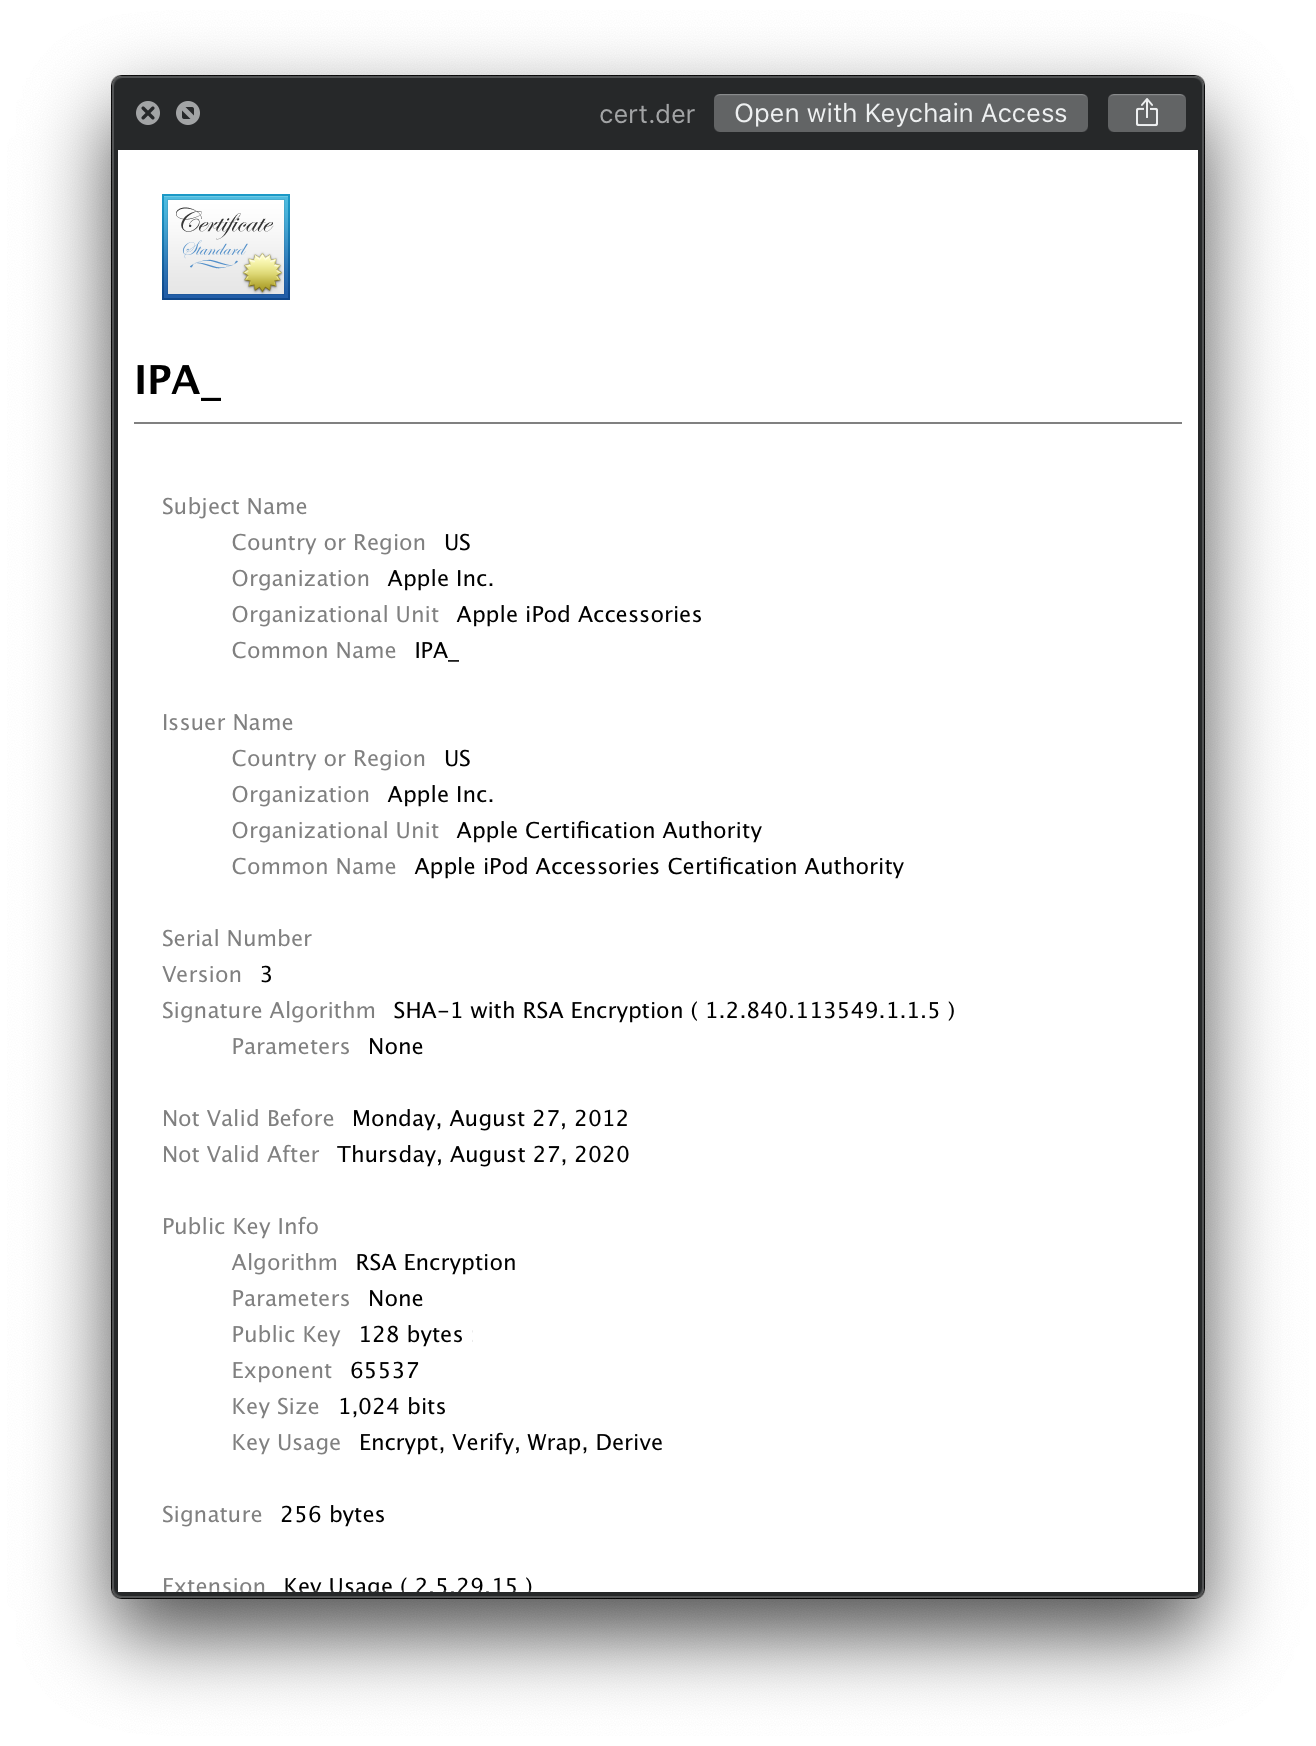 cert.der Open with Keychain Access
Certificate
Standard
IPA_
Subject Name
Country or Region US
Organization Apple Inc.
Organizational Unit Apple iPod Accessories
Common Name IPA_
Issuer Name
Country or Region US
Organization Apple Inc.
Organizational Unit Apple Certification Authority
Common Name Apple iPod Accessories Certification Authority
Serial Number
Version 3
Signature Algorithm SHA-1 with RSA Encryption ( 1.2.840.113549.1.1.5 )
Parameters None
Not Valid Before Monday, August 27, 2012
Not Valid After Thursday, August 27, 2020
Public Key Info
Algorithm RSA Encryption
Parameters None
Public Key 128 bytes
Exponent 65537
Key Size 1,024 bits
Key Usage Encrypt, Verify, Wrap, Derive
Signature 256 bytes
Extension Key Usage ( 2.5.29.15 )